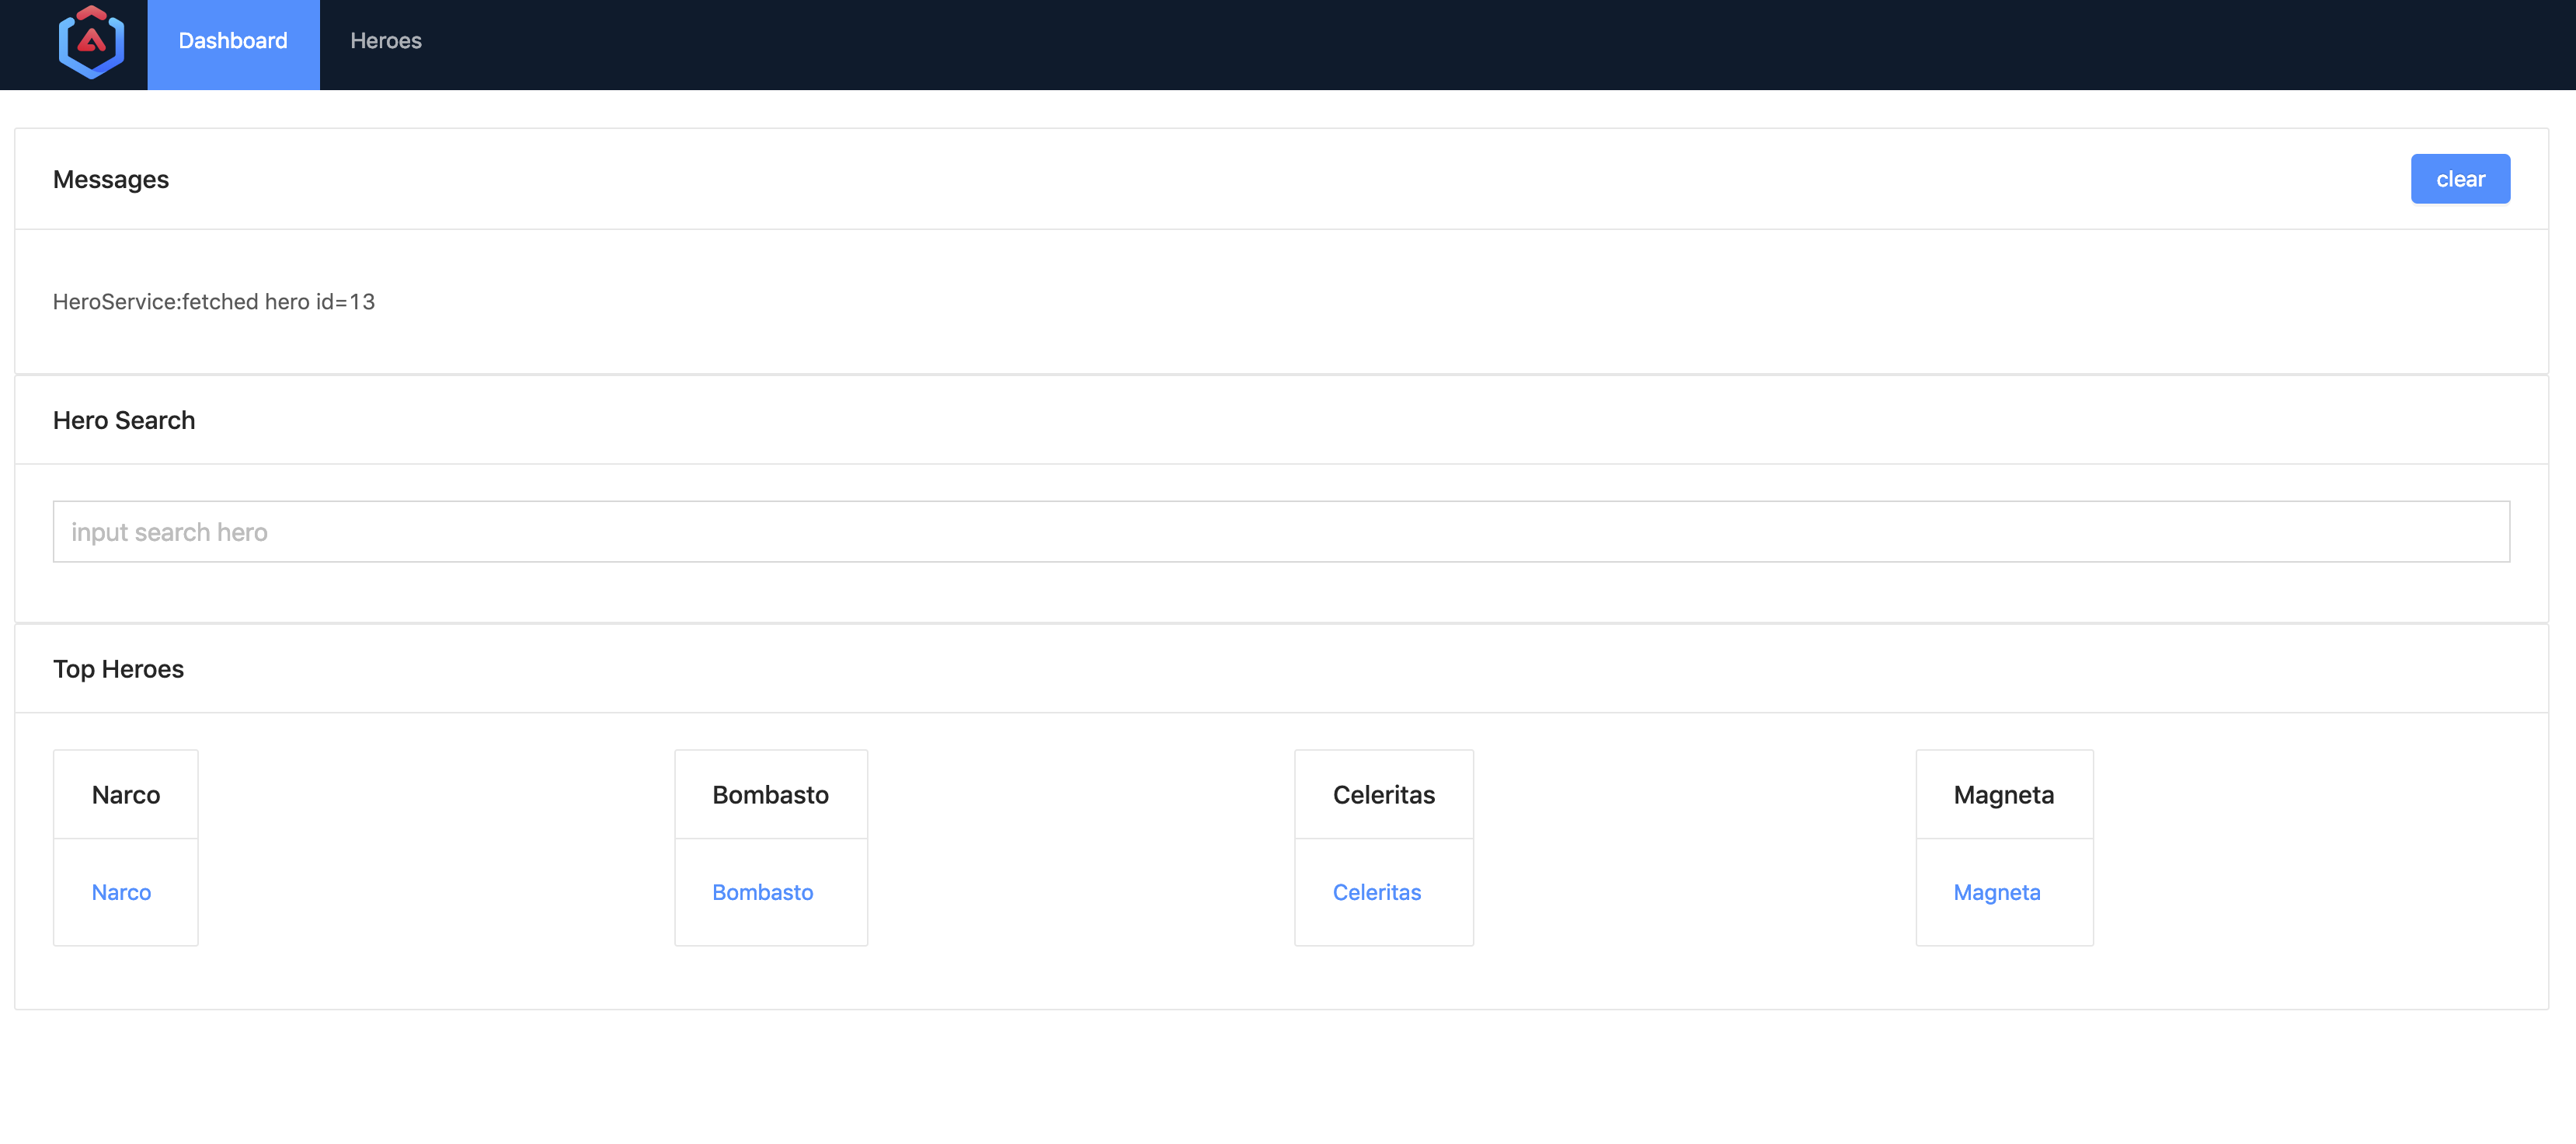 Dashboard Heroes
Messages clear
HeroService:fetched hero id=13
Hero Search
input search hero
Top Heroes
Narco Bombasto Celeritas Magneta
Narco Bombasto Celeritas Magneta